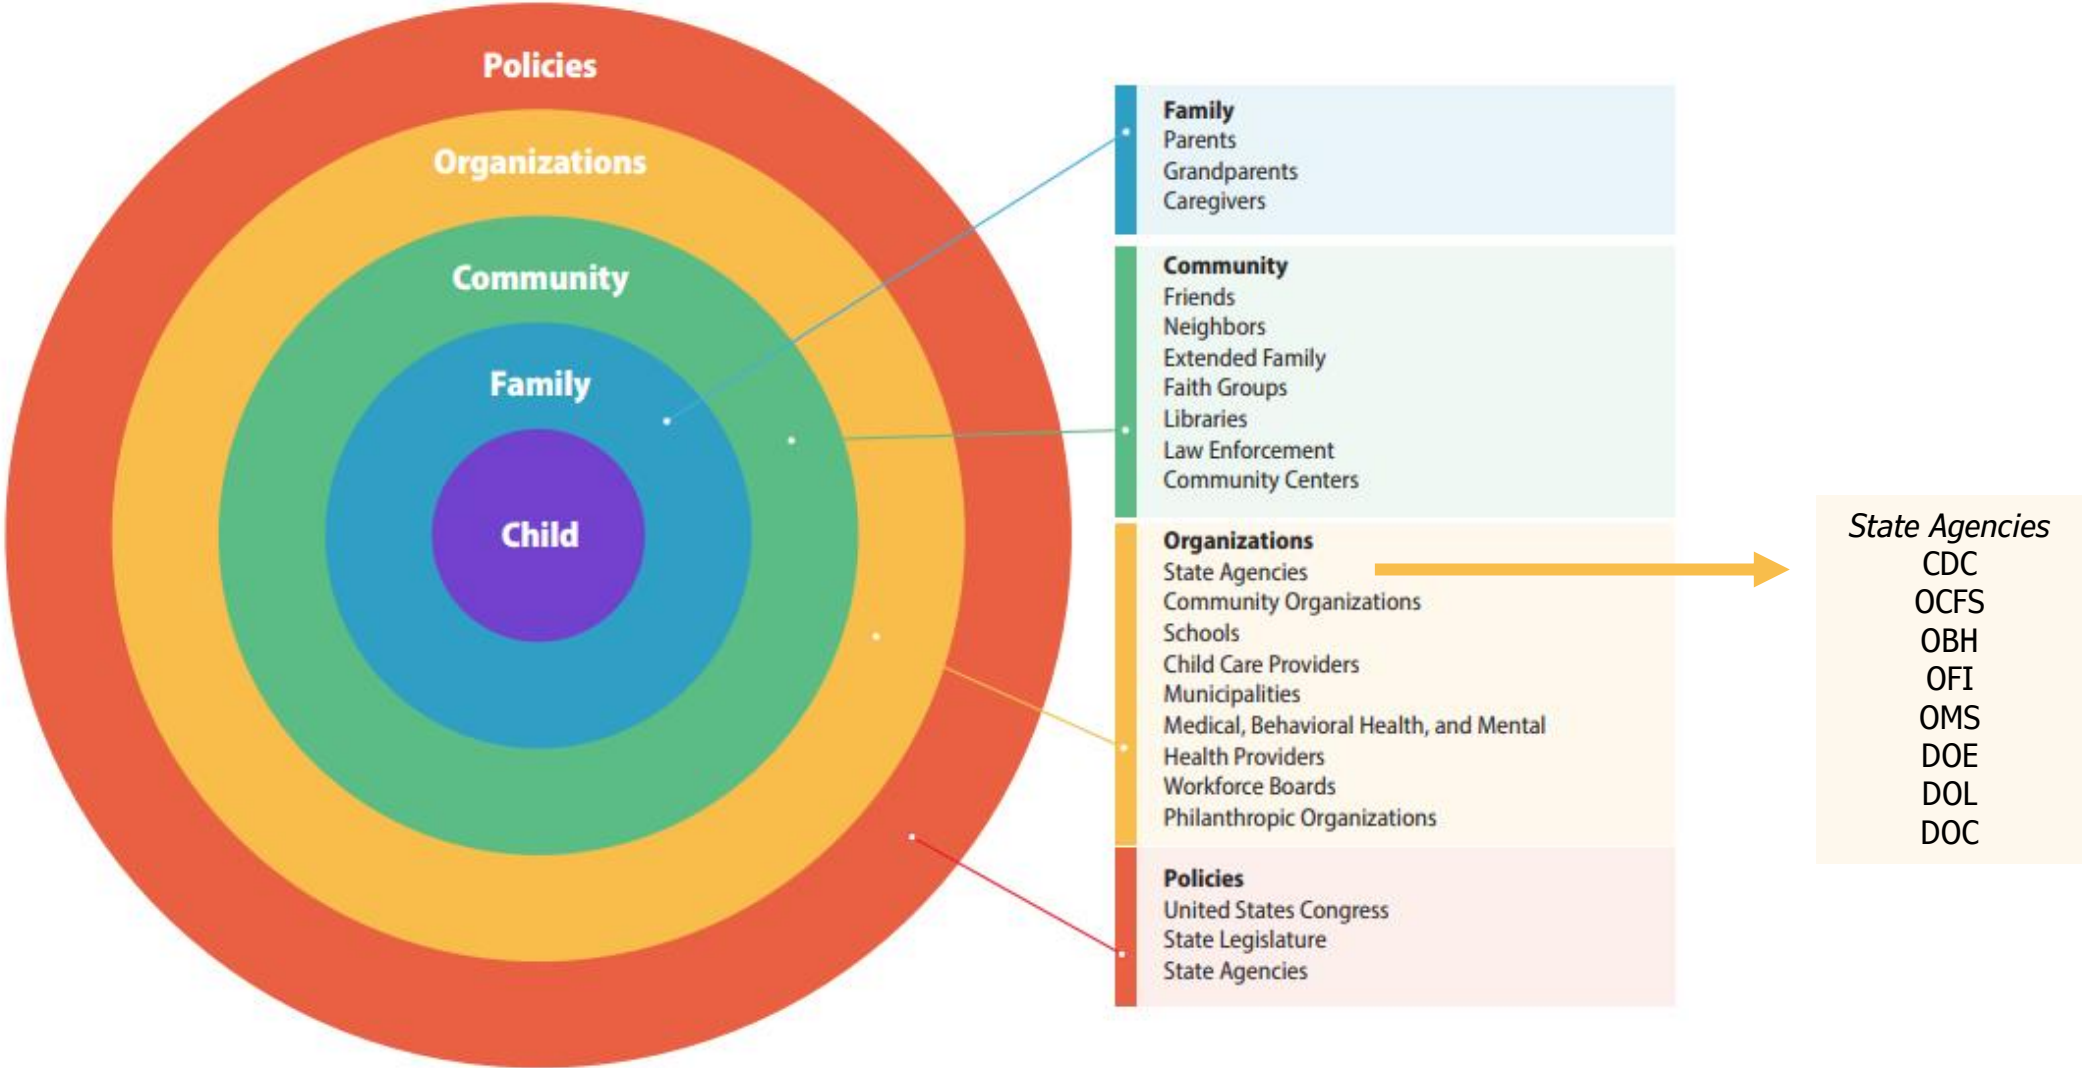 Policies
Organizations
Community
Family
Child
Family
Parents
Grandparents
Caregivers
Community
Friends
Neighbors
Extended Family
Faith Groups
Libraries
Law Enforcement
Community Centers
Organizations
State Agencies
Community Organizations
Schools
Child Care Providers
Municipalities
Medical, Behavioral Health, and Mental
Health Providers
Workforce Boards
Philanthropic Organizations
Policies
United States Congress
State Legislature
State Agencies
State Agencies
CDC
OCFS
OBH
OFI
OMS
DOE
DOL
DOC